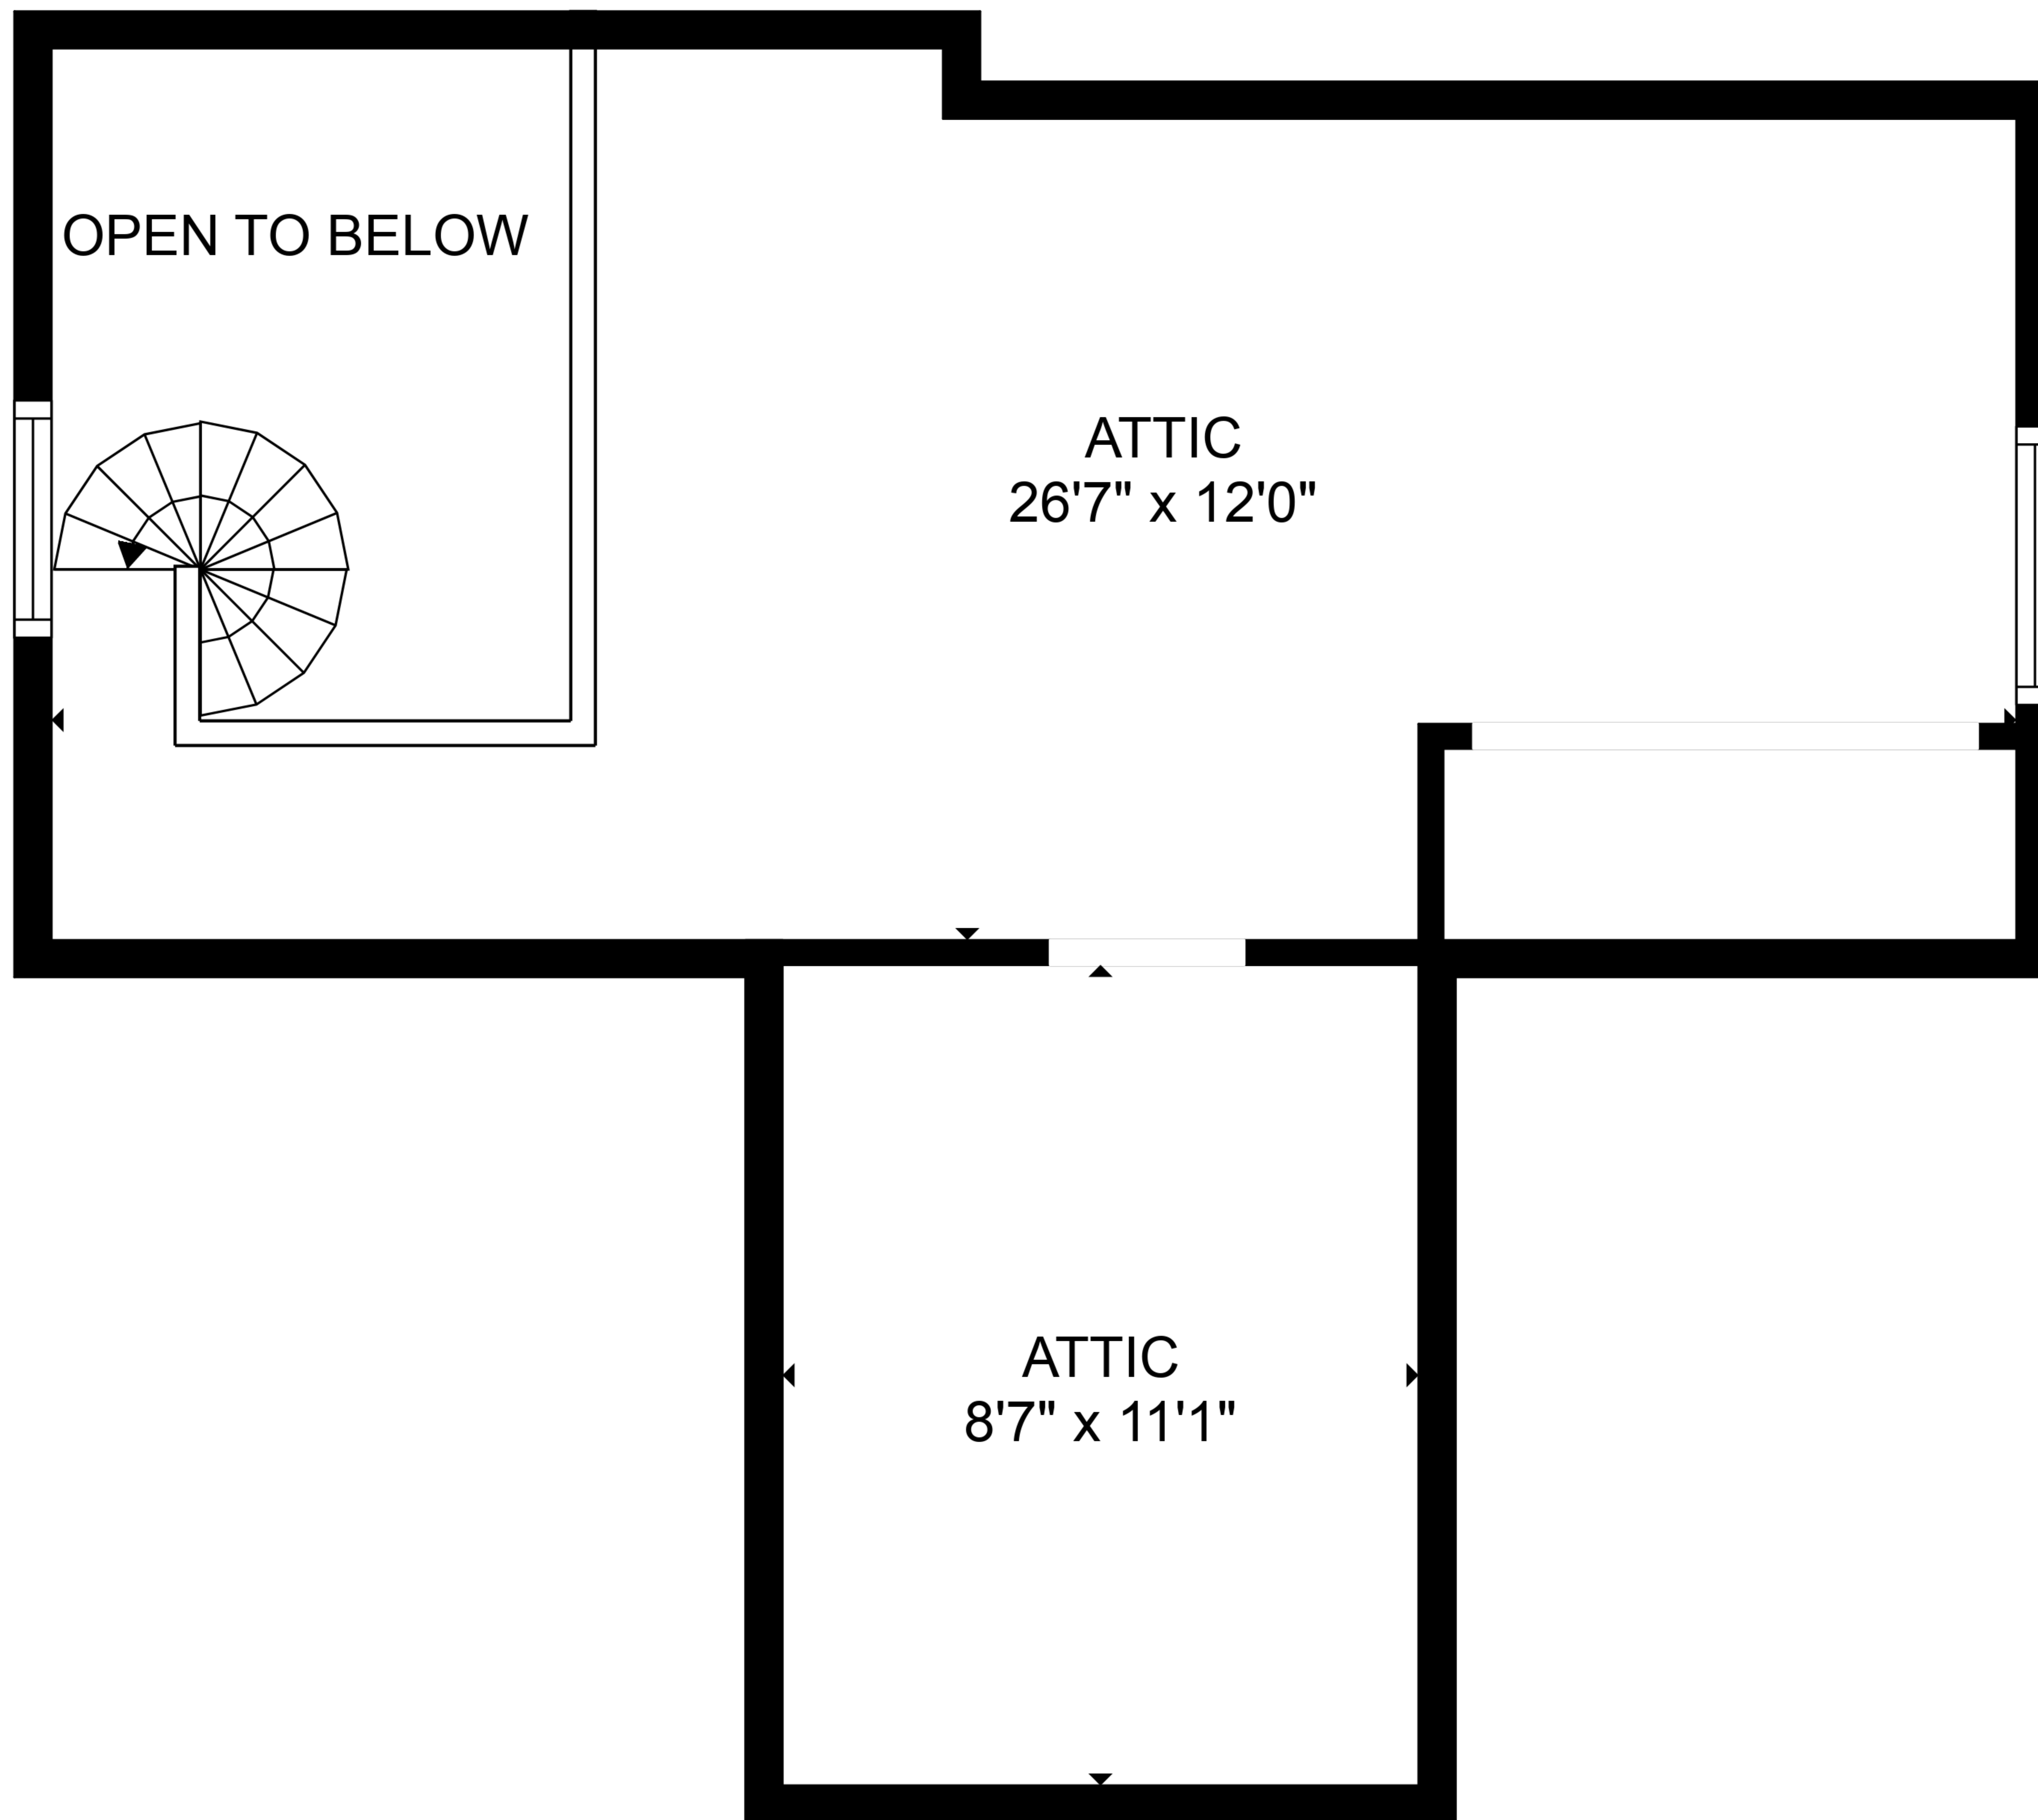 OPEN TO BELOW
ATTIC
26'7" x 12'0"
ATTIC
8'7" x 11'1"